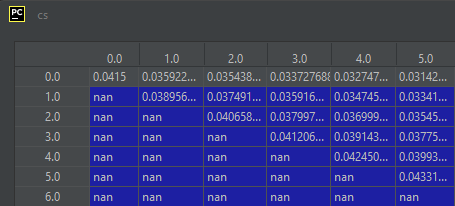 PC cs
0.0 1.0 2.0 3.0 4.0 5.0
0.0 0.0415 0.035922... 0.035438... 0.033727688 0.032747... 0.03142...
1.0 nan 0.038956... 0.037491... 0.035916... 0.034745... 0.03341...
2.0 nan nan 0.040658... 0.037997... 0.036999... 0.03545...
3.0 nan nan nan 0.041206... 0.039143... 0.03775...
4.0 nan nan nan nan 0.042450... 0.03993...
5.0 nan nan nan nan nan 0.04331...
6.0 nan nan nan nan nan nan